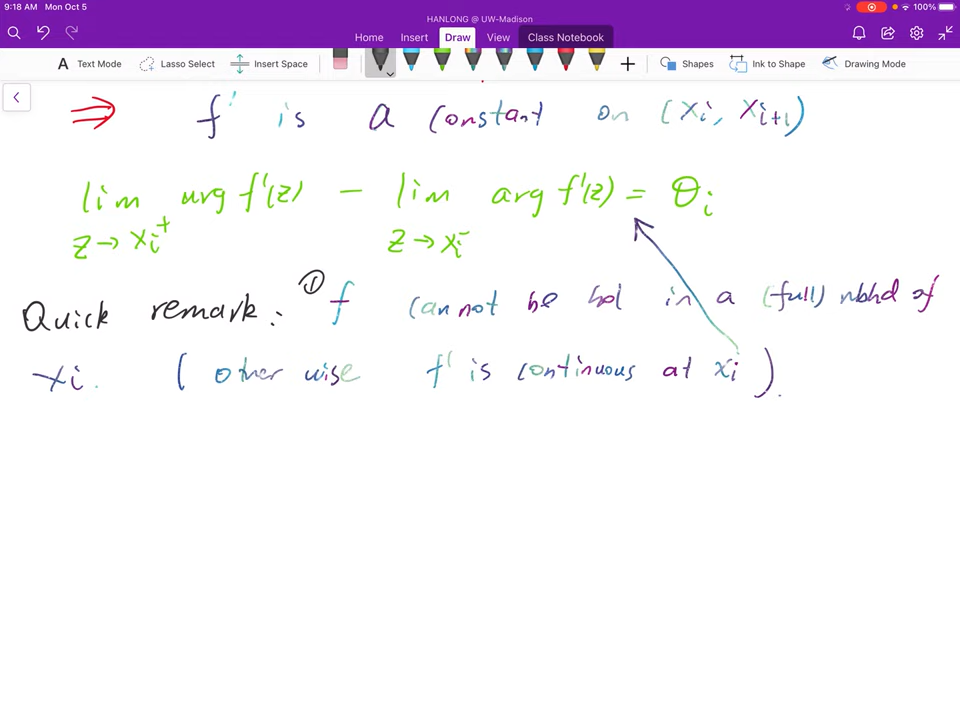 9:18 AM Mon Oct 5
100%
HANLONG @ UW-Madison
Home Insert Draw View Class Notebook
Text Mode Lasso Select Insert Space Shapes Ink to Shape Drawing Mode
⇒ f' is a constant on (xi, xi+1)
lim arg f'(z) − lim arg f'(z) = θi
z → xi+ z → xi-
Quick remark: ① f cannot be hol in a (full) nbhd of
xi. (otherwise f' is continuous at xi).